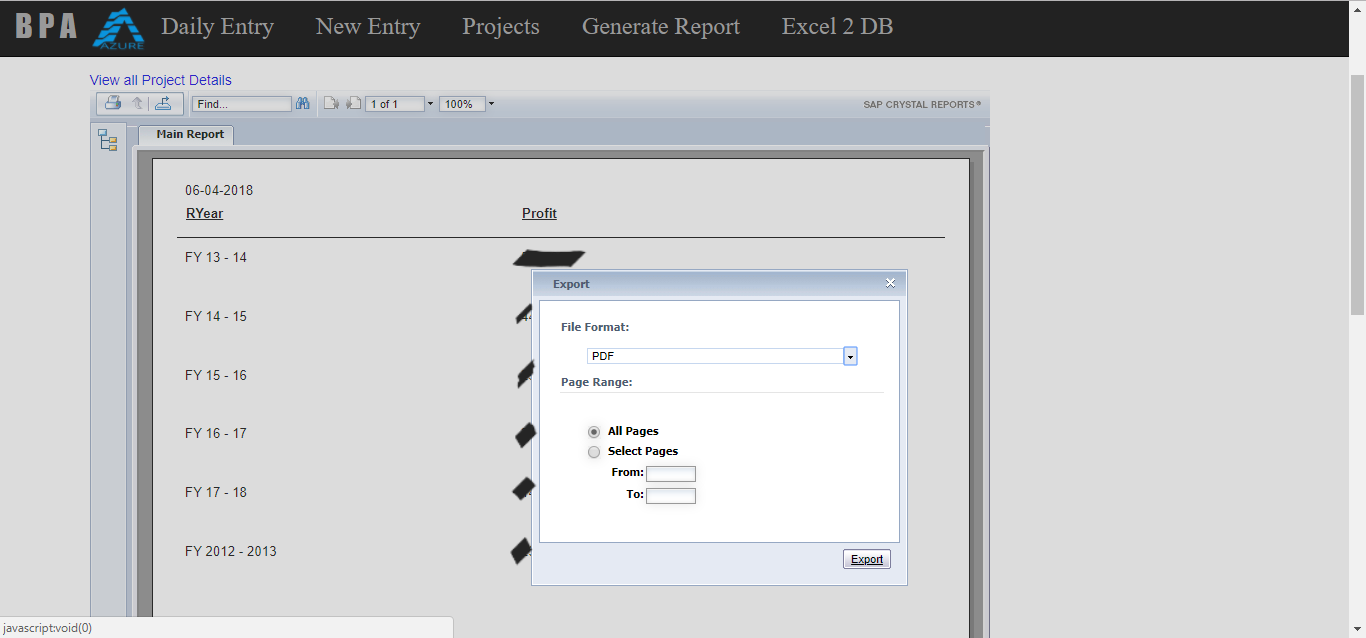 BPA AZURE Daily Entry New Entry Projects Generate Report Excel 2 DB
View all Project Details
Find... 1 of 1 100% SAP CRYSTAL REPORTS®
Main Report
06-04-2018
RYear Profit
FY 13 - 14
Export
FY 14 - 15
File Format:
PDF
FY 15 - 16
Page Range:
FY 16 - 17
All Pages
Select Pages
From:
FY 17 - 18
To:
FY 2012 - 2013
Export
javascript:void(0)